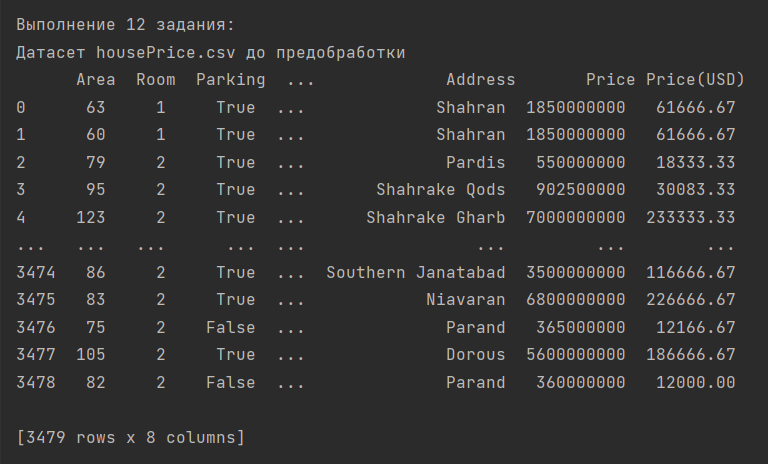 Выполнение 12 задания:
Датасет housePrice.csv до предобработки
      Area  Room  Parking  ...             Address       Price Price(USD)
0      63     1     True  ...             Shahran  1850000000   61666.67
1      60     1     True  ...             Shahran  1850000000   61666.67
2      79     2     True  ...              Pardis   550000000   18333.33
3      95     2     True  ...       Shahrake Qods   902500000   30083.33
4     123     2     True  ...      Shahrake Gharb  7000000000  233333.33
...   ...   ...      ...  ...                 ...         ...        ...
3474   86     2     True  ...  Southern Janatabad  3500000000  116666.67
3475   83     2     True  ...            Niavaran  6800000000  226666.67
3476   75     2    False  ...              Parand   365000000   12166.67
3477  105     2     True  ...              Dorous  5600000000  186666.67
3478   82     2    False  ...              Parand   360000000   12000.00
[3479 rows x 8 columns]